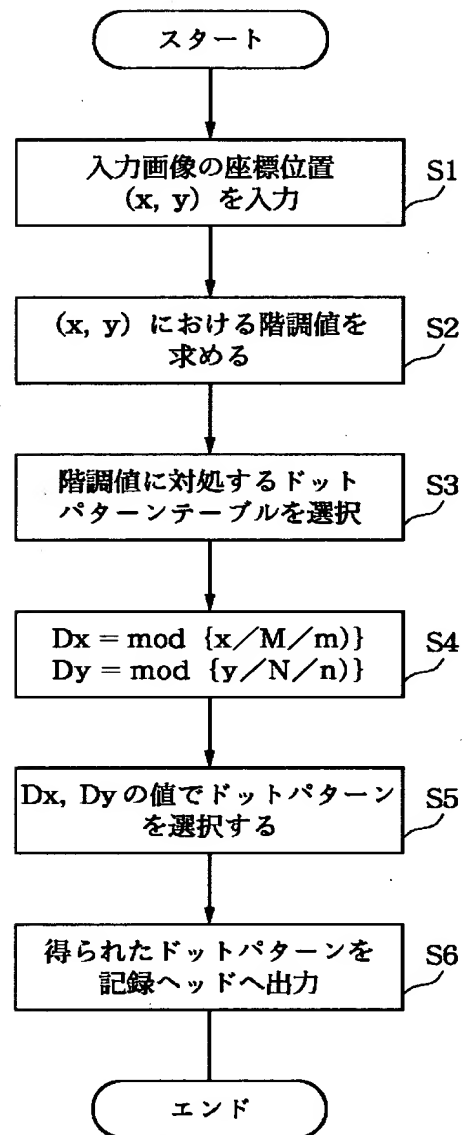 スタート
入力画像の座標位置
(x, y) を入力
S1
(x, y) における階調値を
求める
S2
階調値に対処するドット
パターンテーブルを選択
S3
Dx = mod {x／M／m)}
Dy = mod {y／N／n)}
S4
Dx, Dy の値でドットパターン
を選択する
S5
得られたドットパターンを
記録ヘッドへ出力
S6
エンド